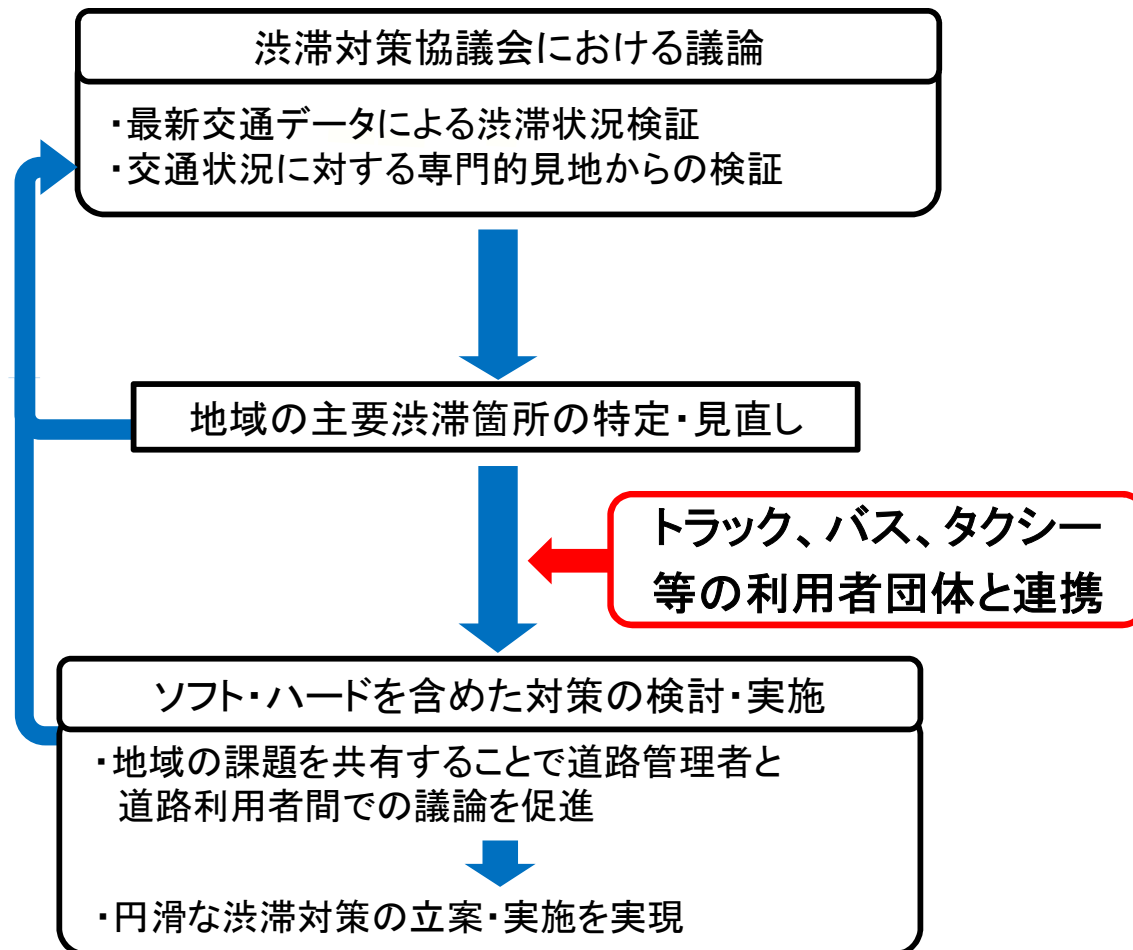 渋滞対策協議会における議論
・最新交通データによる渋滞状況検証
・交通状況に対する専門的見地からの検証
地域の主要渋滞箇所の特定・見直し
トラック、バス、タクシー
等の利用者団体と連携
ソフト・ハードを含めた対策の検討・実施
・地域の課題を共有することで道路管理者と
道路利用者間での議論を促進
・円滑な渋滞対策の立案・実施を実現